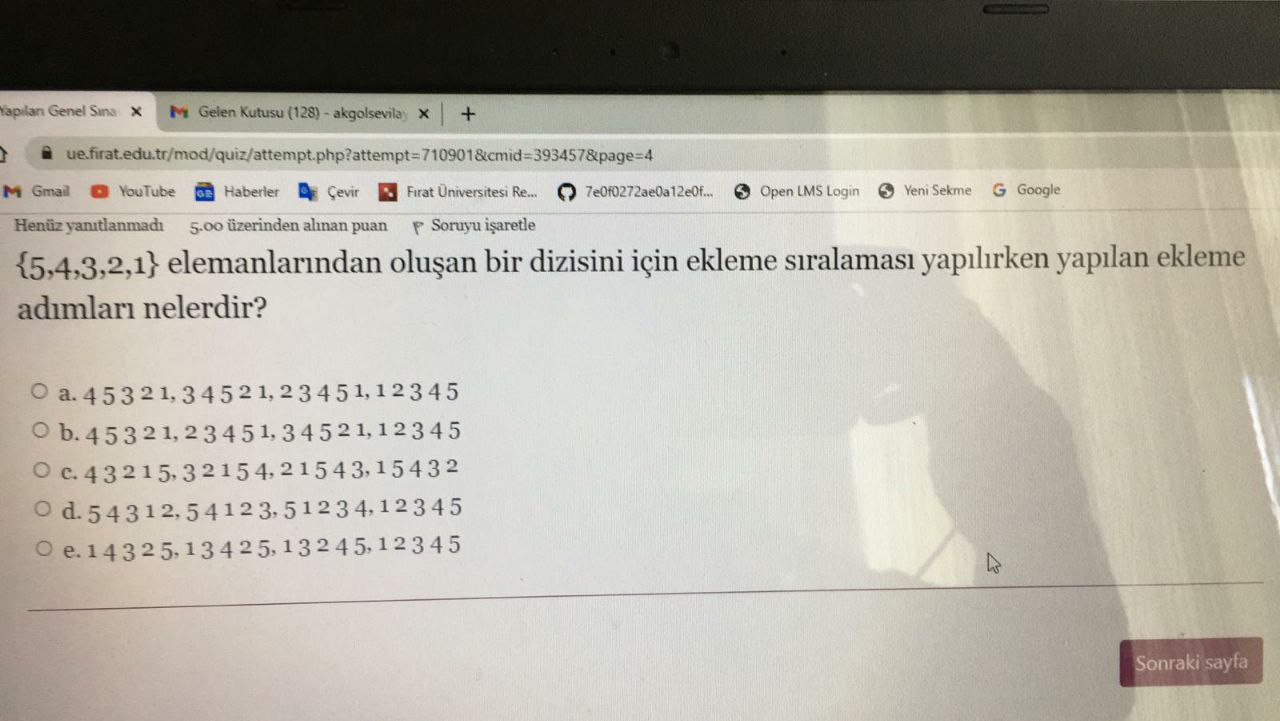 Yapıları Genel Sına
Gelen Kutusu (128) - akgolsevilay
ue.firat.edu.tr/mod/quiz/attempt.php?attempt=710901&cmid=393457&page=4
Gmail YouTube Haberler Çevir Fırat Üniversitesi Re... 7e0f0272ae0a12e0f... Open LMS Login Yeni Sekme Google
Henüz yanıtlanmadı 5.00 üzerinden alınan puan Soruyu işaretle
{5,4,3,2,1} elemanlarından oluşan bir dizisini için ekleme sıralaması yapılırken yapılan ekleme
adımları nelerdir?
a. 4 5 3 2 1, 3 4 5 2 1, 2 3 4 5 1, 1 2 3 4 5
b. 4 5 3 2 1, 2 3 4 5 1, 3 4 5 2 1, 1 2 3 4 5
c. 4 3 2 1 5, 3 2 1 5 4, 2 1 5 4 3, 1 5 4 3 2
d. 5 4 3 1 2, 5 4 1 2 3, 5 1 2 3 4, 1 2 3 4 5
e. 1 4 3 2 5, 1 3 4 2 5, 1 3 2 4 5, 1 2 3 4 5
Sonraki sayfa